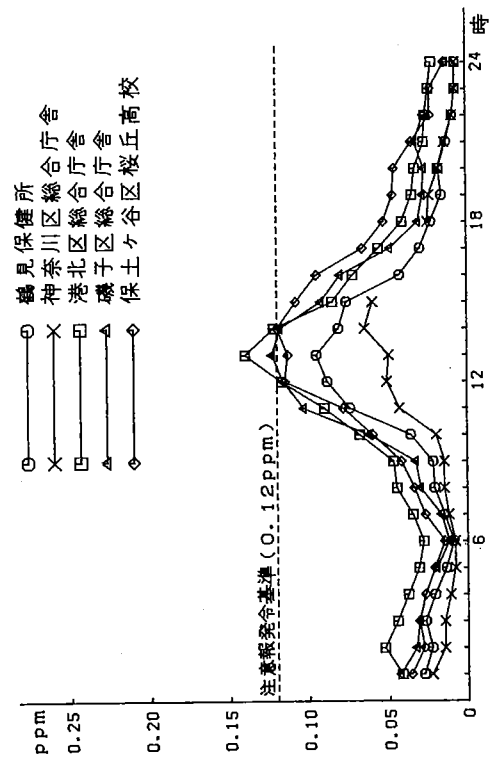 鶴見保健所
神奈川区総合庁舎
港北区総合庁舎
磯子区総合庁舎
保土ヶ谷区桜丘高校
ppm
0.25
0.20
0.15
0.10
0.05
0
注意報発令基準(0.12ppm)
6
12
18
24
時